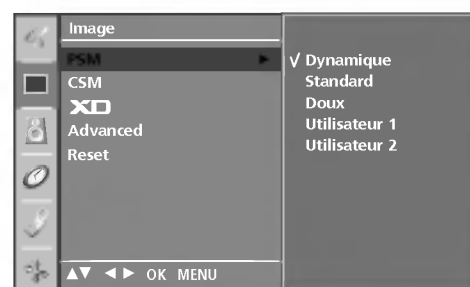 Image
PSM
CSM
XD
Advanced
Reset
▲▼ ◄► OK MENU
√ Dynamique
Standard
Doux
Utilisateur 1
Utilisateur 2